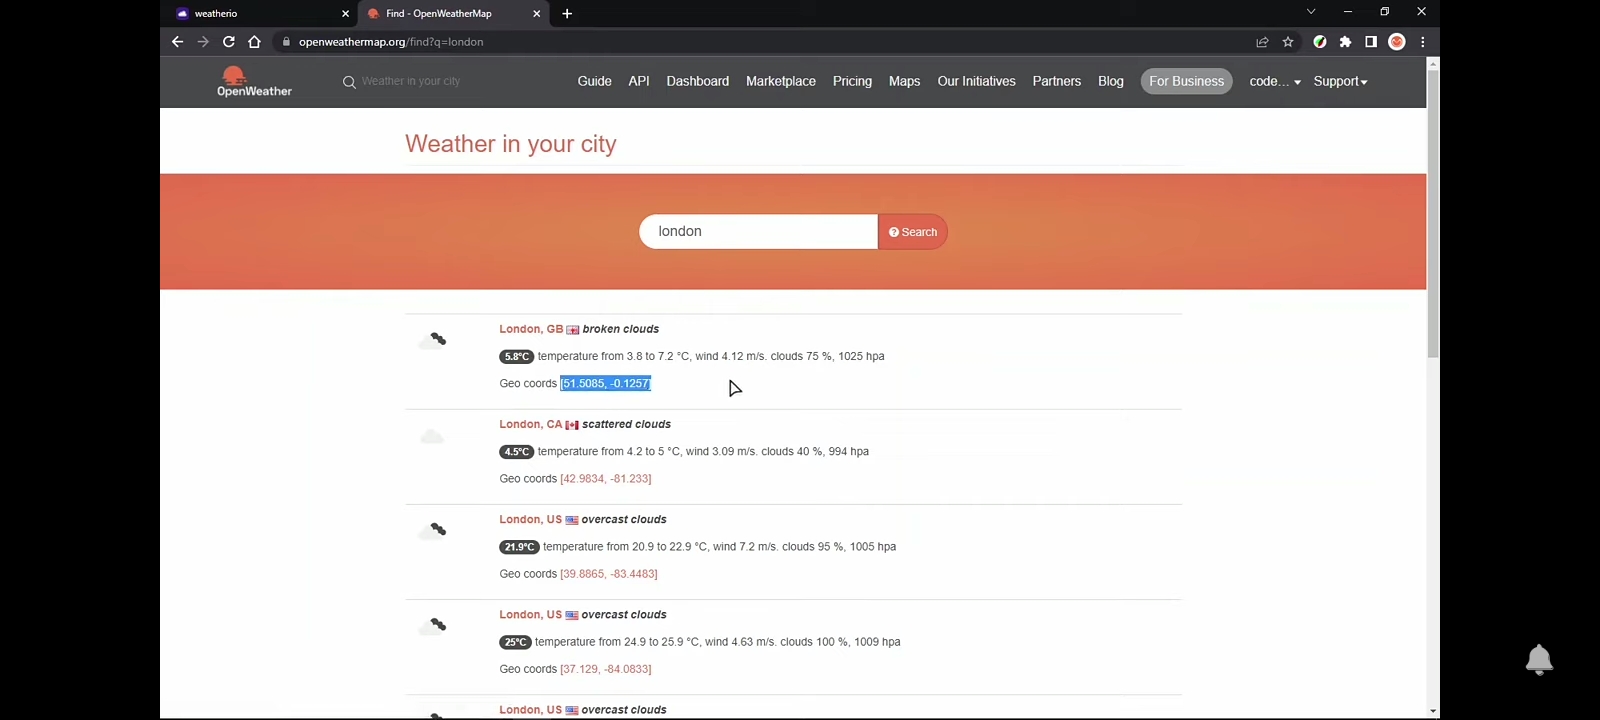 weatherio
Find - OpenWeatherMap
openweathermap.org/find?q=london
OpenWeather
Weather in your city
Guide API Dashboard Marketplace Pricing Maps Our Initiatives Partners Blog For Business code... Support
Weather in your city
london
Search
London, GB broken clouds
5.8°C temperature from 3.8 to 7.2 °C, wind 4.12 m/s. clouds 75 %, 1025 hpa
Geo coords [51.5085, -0.1257]
London, CA scattered clouds
4.5°C temperature from 4.2 to 5 °C, wind 3.09 m/s. clouds 40 %, 994 hpa
Geo coords [42.9834, -81.233]
London, US overcast clouds
21.9°C temperature from 20.9 to 22.9 °C, wind 7.2 m/s. clouds 95 %, 1005 hpa
Geo coords [39.8865, -83.4483]
London, US overcast clouds
25°C temperature from 24.9 to 25.9 °C, wind 4.63 m/s. clouds 100 %, 1009 hpa
Geo coords [37.129, -84.0833]
London, US overcast clouds